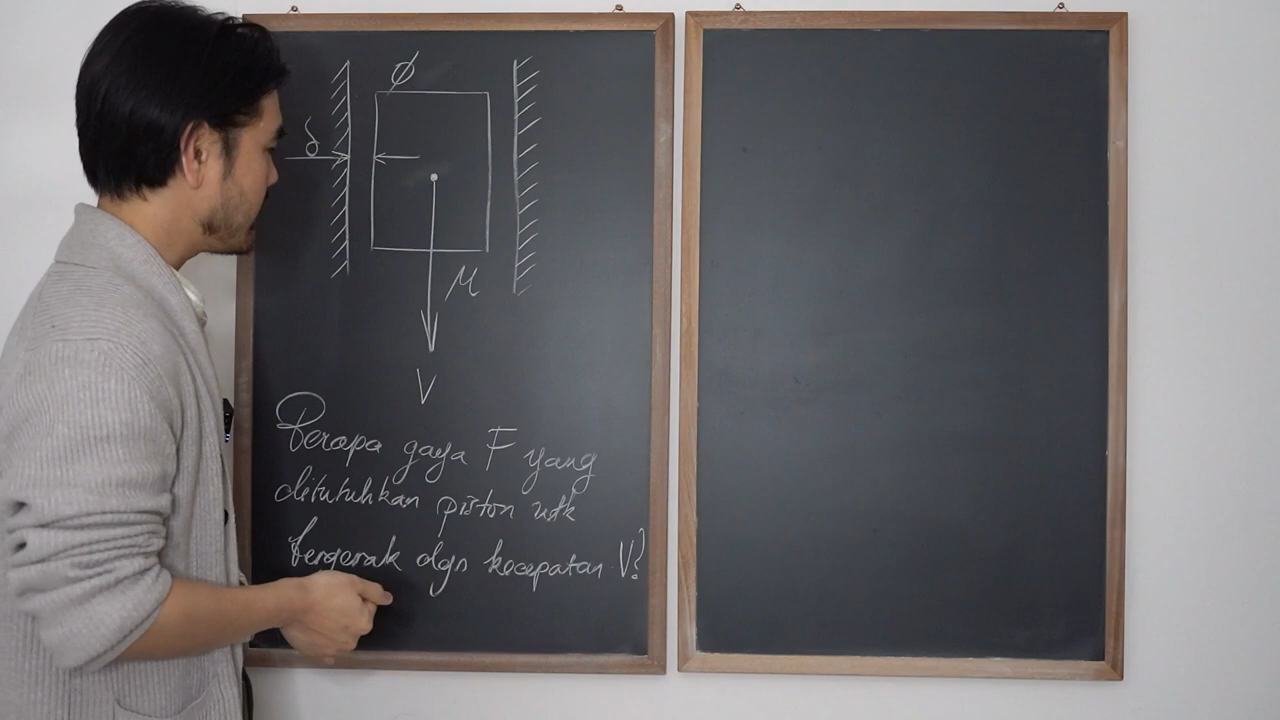 ϕ
δ
μ
V
Berapa gaya F yang
dibutuhkan piston utk
bergerak dgn kecepatan V?